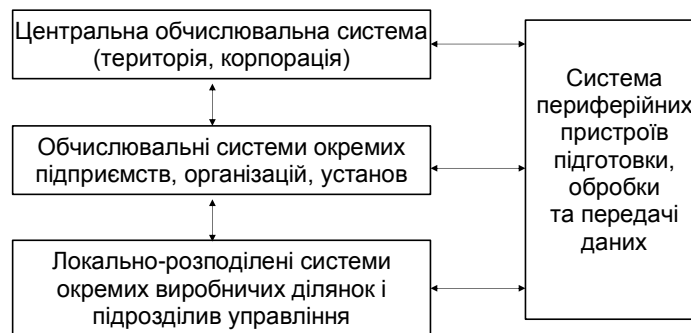 Центральна обчислювальна система
(територія, корпорація)
Обчислювальні системи окремих
підприємств, організацій, установ
Локально-розподілені системи
окремих виробничих ділянок і
підрозділив управління
Система
периферійних
пристроїв
підготовки,
обробки
та передачі
даних